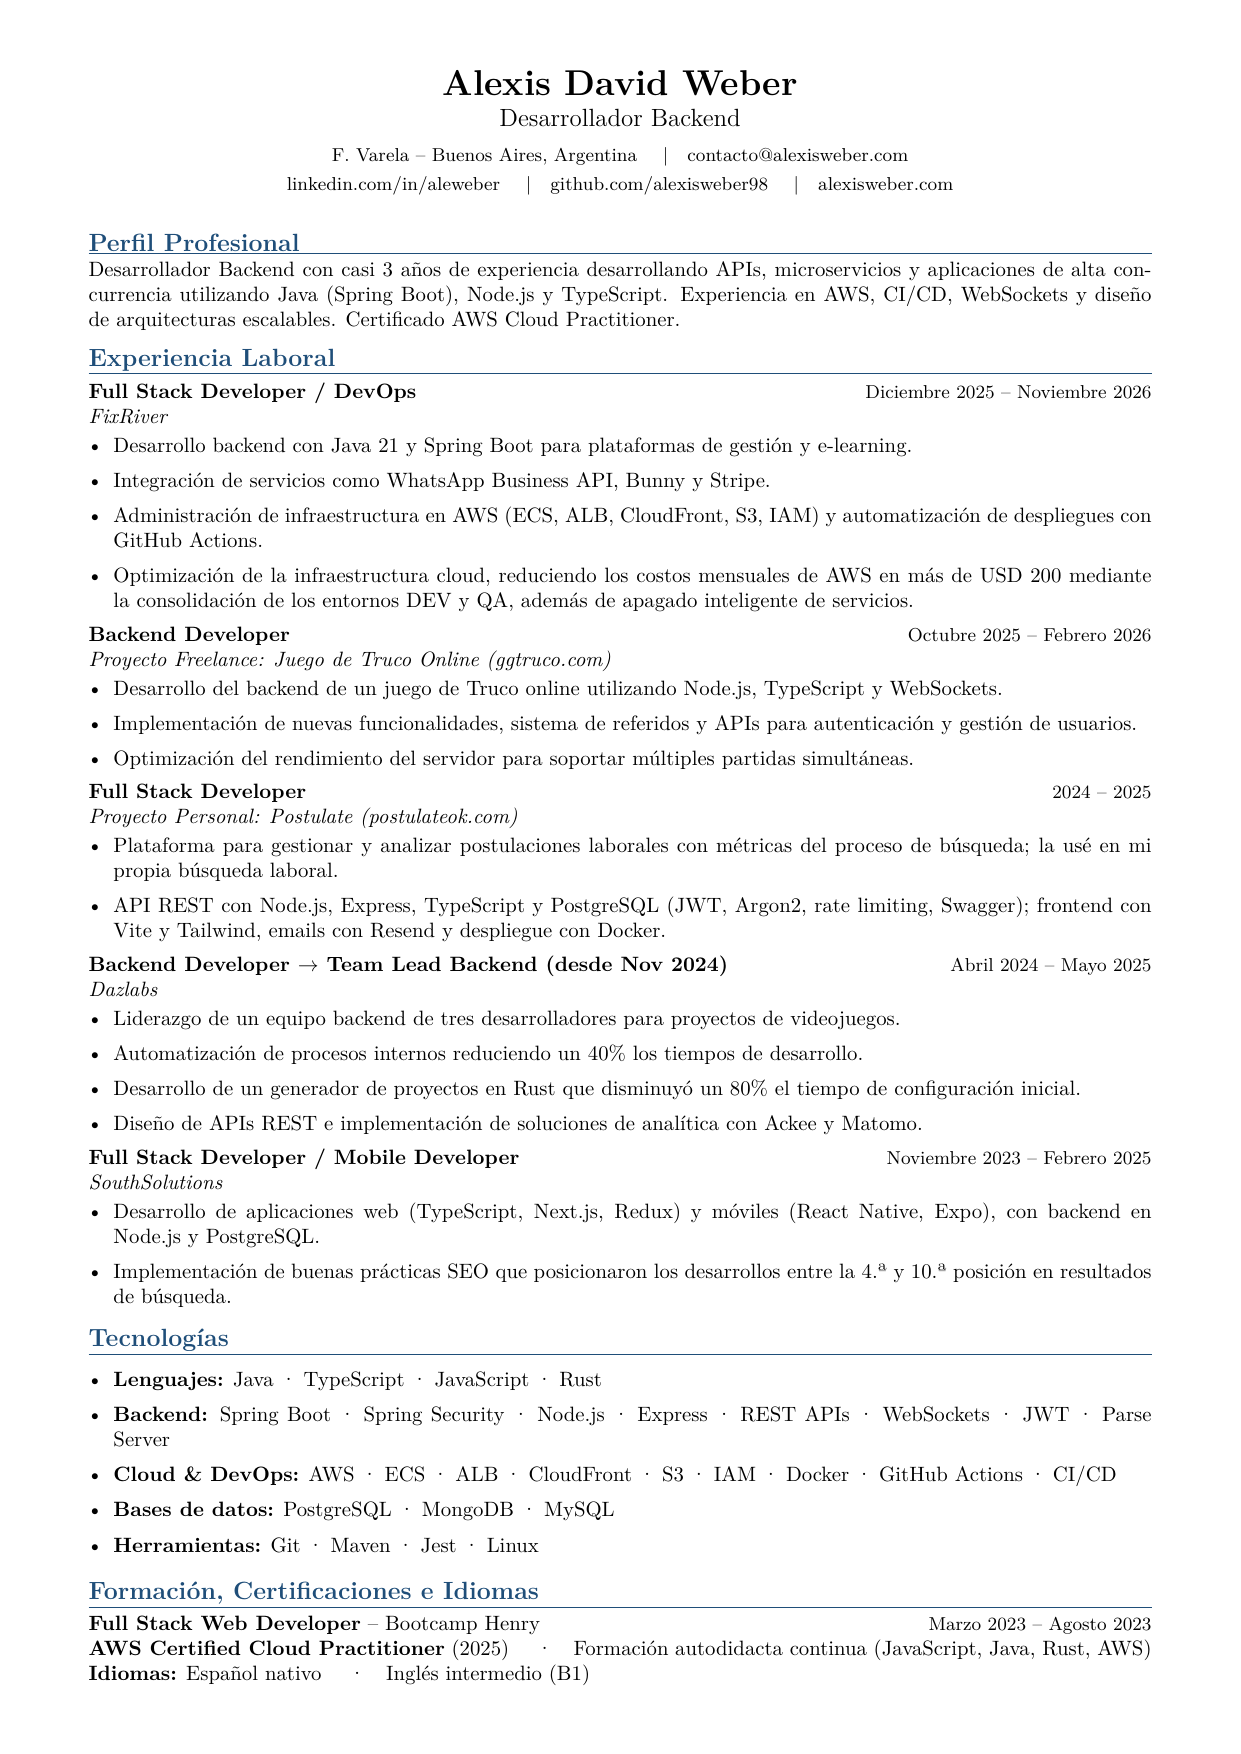 Alexis David Weber
Desarrollador Backend
F. Varela – Buenos Aires, Argentina | contacto@alexisweber.com
linkedin.com/in/aleweber | github.com/alexisweber98 | alexisweber.com
Perfil Profesional
Desarrollador Backend con casi 3 años de experiencia desarrollando APIs, microservicios y aplicaciones de alta con-
currencia utilizando Java (Spring Boot), Node.js y TypeScript. Experiencia en AWS, CI/CD, WebSockets y diseño
de arquitecturas escalables. Certificado AWS Cloud Practitioner.
Experiencia Laboral
Full Stack Developer / DevOps Diciembre 2025 – Noviembre 2026
FixRiver
• Desarrollo backend con Java 21 y Spring Boot para plataformas de gestión y e-learning.
• Integración de servicios como WhatsApp Business API, Bunny y Stripe.
• Administración de infraestructura en AWS (ECS, ALB, CloudFront, S3, IAM) y automatización de despliegues con
GitHub Actions.
• Optimización de la infraestructura cloud, reduciendo los costos mensuales de AWS en más de USD 200 mediante
la consolidación de los entornos DEV y QA, además de apagado inteligente de servicios.
Backend Developer Octubre 2025 – Febrero 2026
Proyecto Freelance: Juego de Truco Online (ggtruco.com)
• Desarrollo del backend de un juego de Truco online utilizando Node.js, TypeScript y WebSockets.
• Implementación de nuevas funcionalidades, sistema de referidos y APIs para autenticación y gestión de usuarios.
• Optimización del rendimiento del servidor para soportar múltiples partidas simultáneas.
Full Stack Developer 2024 – 2025
Proyecto Personal: Postulate (postulateok.com)
• Plataforma para gestionar y analizar postulaciones laborales con métricas del proceso de búsqueda; la usé en mi
propia búsqueda laboral.
• API REST con Node.js, Express, TypeScript y PostgreSQL (JWT, Argon2, rate limiting, Swagger); frontend con
Vite y Tailwind, emails con Resend y despliegue con Docker.
Backend Developer → Team Lead Backend (desde Nov 2024) Abril 2024 – Mayo 2025
Dazlabs
• Liderazgo de un equipo backend de tres desarrolladores para proyectos de videojuegos.
• Automatización de procesos internos reduciendo un 40% los tiempos de desarrollo.
• Desarrollo de un generador de proyectos en Rust que disminuyó un 80% el tiempo de configuración inicial.
• Diseño de APIs REST e implementación de soluciones de analítica con Ackee y Matomo.
Full Stack Developer / Mobile Developer Noviembre 2023 – Febrero 2025
SouthSolutions
• Desarrollo de aplicaciones web (TypeScript, Next.js, Redux) y móviles (React Native, Expo), con backend en
Node.js y PostgreSQL.
• Implementación de buenas prácticas SEO que posicionaron los desarrollos entre la 4.ª y 10.ª posición en resultados
de búsqueda.
Tecnologías
• Lenguajes: Java · TypeScript · JavaScript · Rust
• Backend: Spring Boot · Spring Security · Node.js · Express · REST APIs · WebSockets · JWT · Parse
Server
• Cloud & DevOps: AWS · ECS · ALB · CloudFront · S3 · IAM · Docker · GitHub Actions · CI/CD
• Bases de datos: PostgreSQL · MongoDB · MySQL
• Herramientas: Git · Maven · Jest · Linux
Formación, Certificaciones e Idiomas
Full Stack Web Developer – Bootcamp Henry Marzo 2023 – Agosto 2023
AWS Certified Cloud Practitioner (2025) · Formación autodidacta continua (JavaScript, Java, Rust, AWS)
Idiomas: Español nativo · Inglés intermedio (B1)